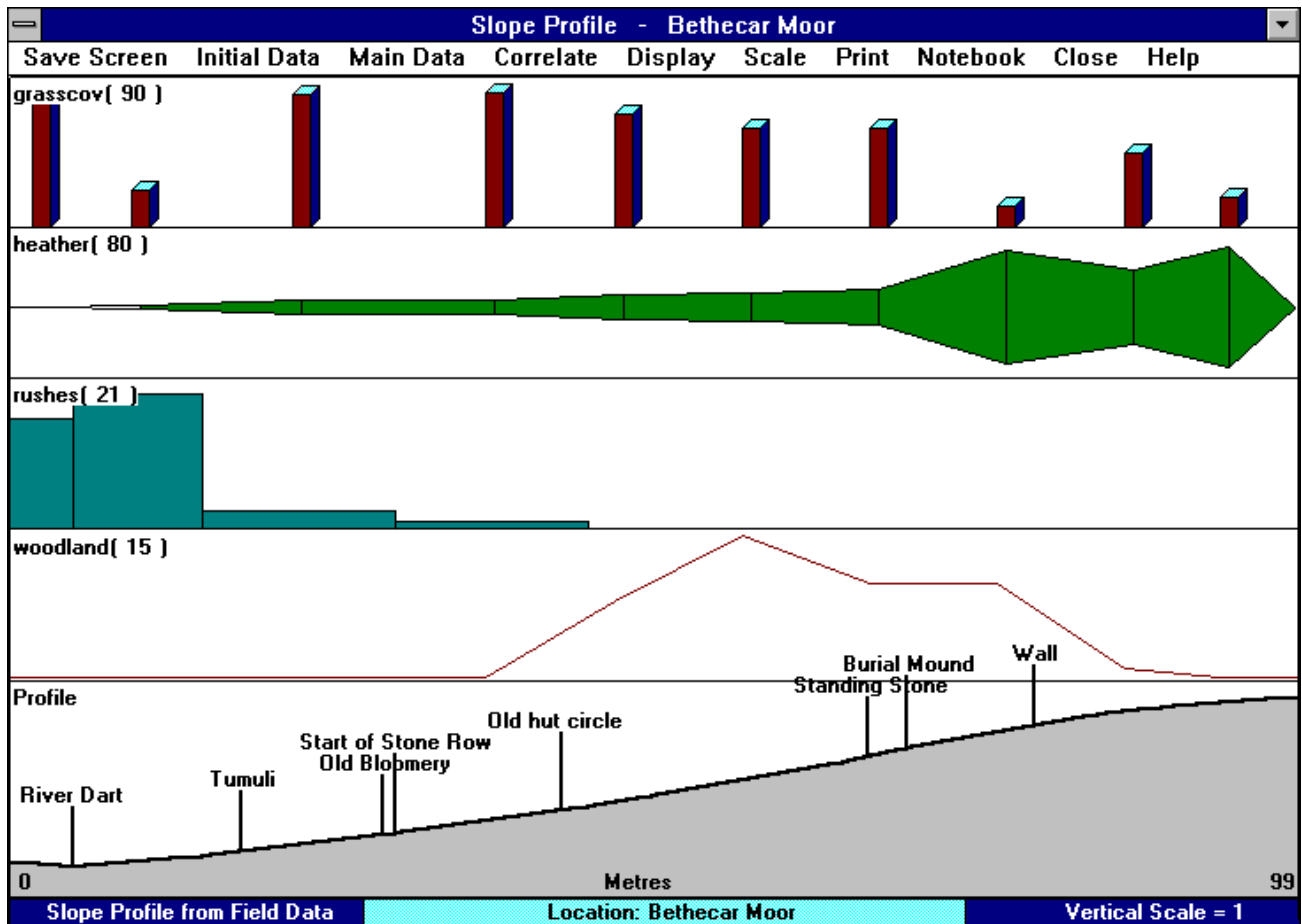 Slope Profile - Bethecar Moor
Save Screen Initial Data Main Data Correlate Display Scale Print Notebook Close Help
grasscov( 90 )
heather( 80 )
rushes( 21 )
woodland( 15 )
Profile
River Dart
Tumuli
Start of Stone Row
Old Bloomery
Old hut circle
Burial Mound
Standing Stone
Wall
0 Metres 99
Slope Profile from Field Data Location: Bethecar Moor Vertical Scale = 1